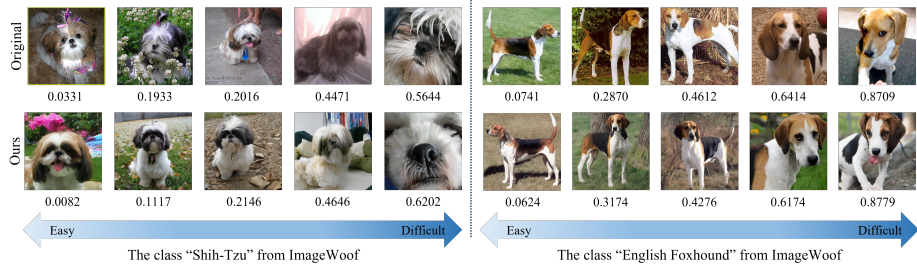 Original
0.0331 0.1933 0.2016 0.4471 0.5644 0.0741 0.2870 0.4612 0.6414 0.8709
Ours
0.0082 0.1117 0.2146 0.4646 0.6202 0.0624 0.3174 0.4276 0.6174 0.8779
Easy Difficult Easy Difficult
The class “Shih-Tzu” from ImageWoof The class “English Foxhound” from ImageWoof